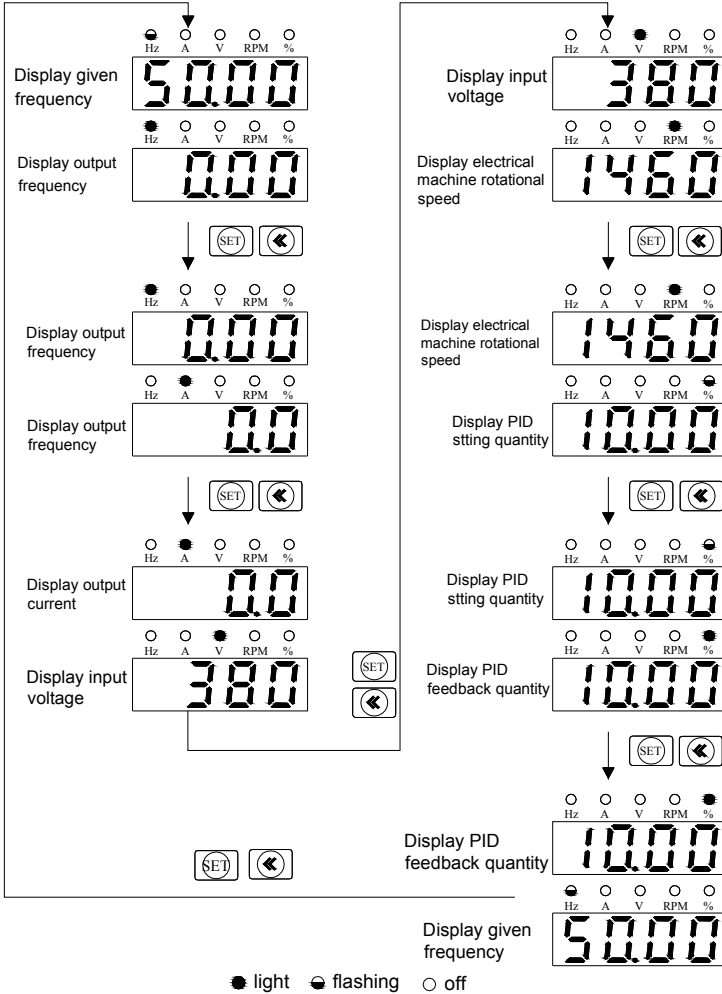 Hz A V RPM %
Display given
frequency
50.00
Hz A V RPM %
Display output
frequency
0.00
SET
Hz A V RPM %
Display output
frequency
0.00
Hz A V RPM %
Display output
frequency
0.0
SET
Hz A V RPM %
Display output
current
0.0
Hz A V RPM %
Display input
voltage
380
SET
SET
Hz A V RPM %
Display input
voltage
380
Hz A V RPM %
Display electrical
machine rotational
speed
1460
SET
Hz A V RPM %
Display electrical
machine rotational
speed
1460
Hz A V RPM %
Display PID
stting quantity
10.00
SET
Hz A V RPM %
Display PID
stting quantity
10.00
Hz A V RPM %
Display PID
feedback quantity
10.00
SET
Hz A V RPM %
Display PID
feedback quantity
10.00
Hz A V RPM %
Display given
frequency
50.00
light flashing off